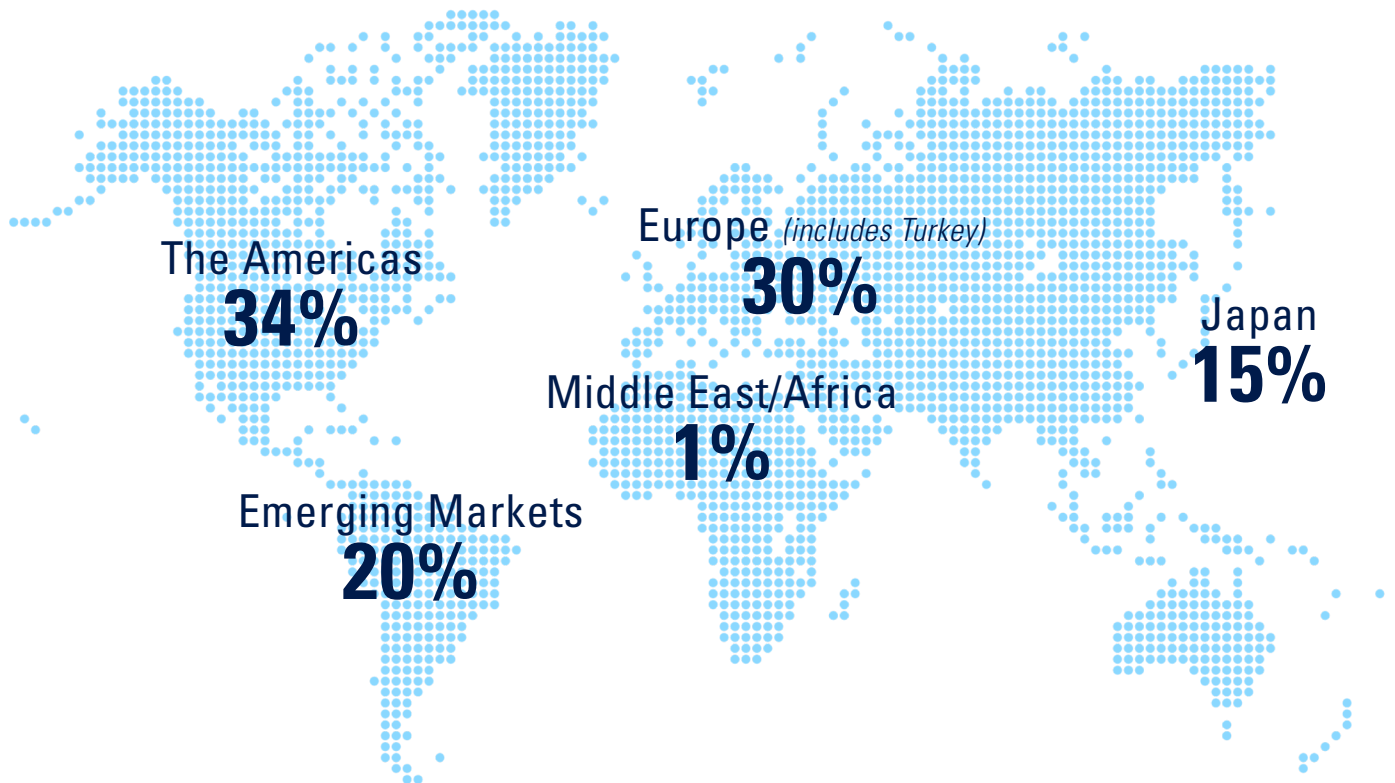 The Americas
34%
Europe (includes Turkey)
30%
Japan
15%
Middle East/Africa
1%
Emerging Markets
20%